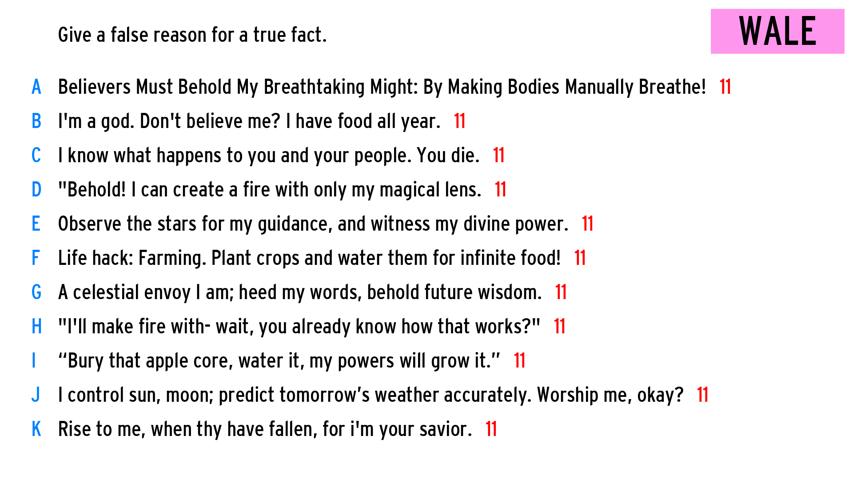 Give a false reason for a true fact.
WALE
A Believers Must Behold My Breathtaking Might: By Making Bodies Manually Breathe! 11
B I'm a god. Don't believe me? I have food all year. 11
C I know what happens to you and your people. You die. 11
D "Behold! I can create a fire with only my magical lens. 11
E Observe the stars for my guidance, and witness my divine power. 11
F Life hack: Farming. Plant crops and water them for infinite food! 11
G A celestial envoy I am; heed my words, behold future wisdom. 11
H "I'll make fire with- wait, you already know how that works?" 11
I “Bury that apple core, water it, my powers will grow it.” 11
J I control sun, moon; predict tomorrow’s weather accurately. Worship me, okay? 11
K Rise to me, when thy have fallen, for i'm your savior. 11